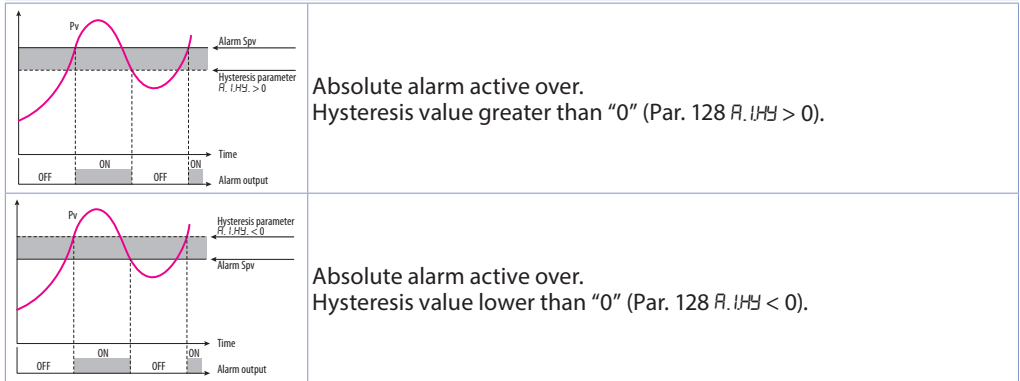 Pv
Alarm Spv
Hysteresis parameter
A.1.HY. > 0
Time
ON
ON
OFF
OFF
Alarm output
Absolute alarm active over.
Hysteresis value greater than “0” (Par. 128 A.1.HY > 0).
Pv
Hysteresis parameter
A.1.HY. < 0
Alarm Spv
Time
ON
ON
OFF
OFF
Alarm output
Absolute alarm active over.
Hysteresis value lower than “0” (Par. 128 A.1.HY < 0).